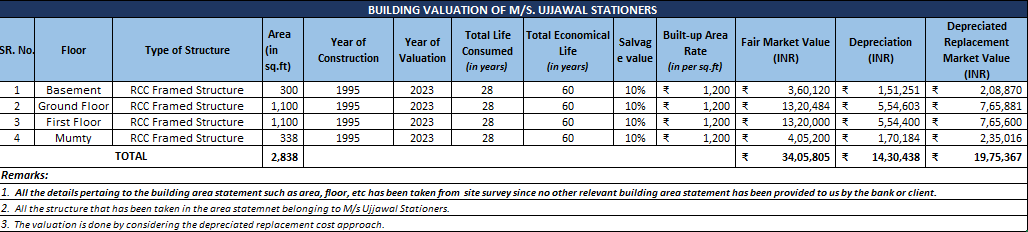 BUILDING VALUATION OF M/S. UJJAWAL STATIONERS
SR. No. Floor Type of Structure Area (in sq.ft) Year of Construction Year of Valuation Total Life Consumed (in years) Total Economical Life (in years) Salvag e value Built-up Area Rate (in per sq.ft) Fair Market Value (INR) Depreciation (INR) Depreciated Replacement Market Value (INR)
1 Basement RCC Framed Structure 300 1995 2023 28 60 10% ₹ 1,200 ₹ 3,60,120 ₹ 1,51,251 ₹ 2,08,870
2 Ground Floor RCC Framed Structure 1,100 1995 2023 28 60 10% ₹ 1,200 ₹ 13,20,484 ₹ 5,54,603 ₹ 7,65,881
3 First Floor RCC Framed Structure 1,100 1995 2023 28 60 10% ₹ 1,200 ₹ 13,20,000 ₹ 5,54,400 ₹ 7,65,600
4 Mumty RCC Framed Structure 338 1995 2023 28 60 10% ₹ 1,200 ₹ 4,05,200 ₹ 1,70,184 ₹ 2,35,016
TOTAL 2,838 ₹ 34,05,805 ₹ 14,30,438 ₹ 19,75,367
Remarks:
1. All the details pertaining to the building area statement such as area, floor, etc has been taken from site survey since no other relevant building area statement has been provided to us by the bank or client.
2. All the structure that has been taken in the area statemnet belonging to M/s Ujjawal Stationers.
3. The valuation is done by considering the depreciated replacement cost approach.